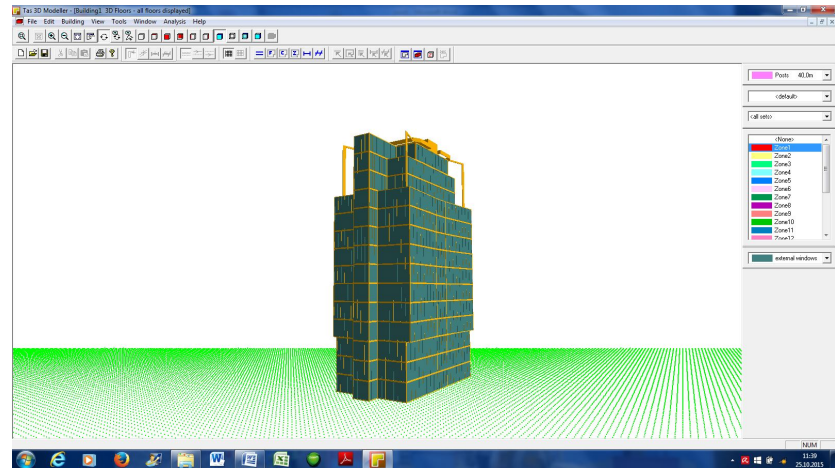 Tas 3D Modeller - [Building1 3D Floors - all floors displayed]
File Edit Building View Tools Window Analysis Help
Posts 40,0m
<default>
<all sets>
<None>
Zone1
Zone2
Zone3
Zone4
Zone5
Zone6
Zone7
Zone8
Zone9
Zone10
Zone11
Zone12
external windows
NUM
11:39
25.10.2015